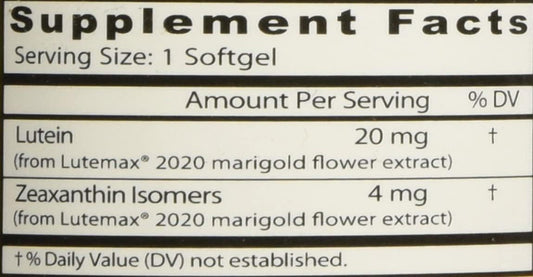 Supplement Facts
Serving Size: 1 Softgel
Amount Per Serving % DV
Lutein 20 mg †
(from Lutemax® 2020 marigold flower extract)
Zeaxanthin Isomers 4 mg †
(from Lutemax® 2020 marigold flower extract)
†% Daily Value (DV) not established.